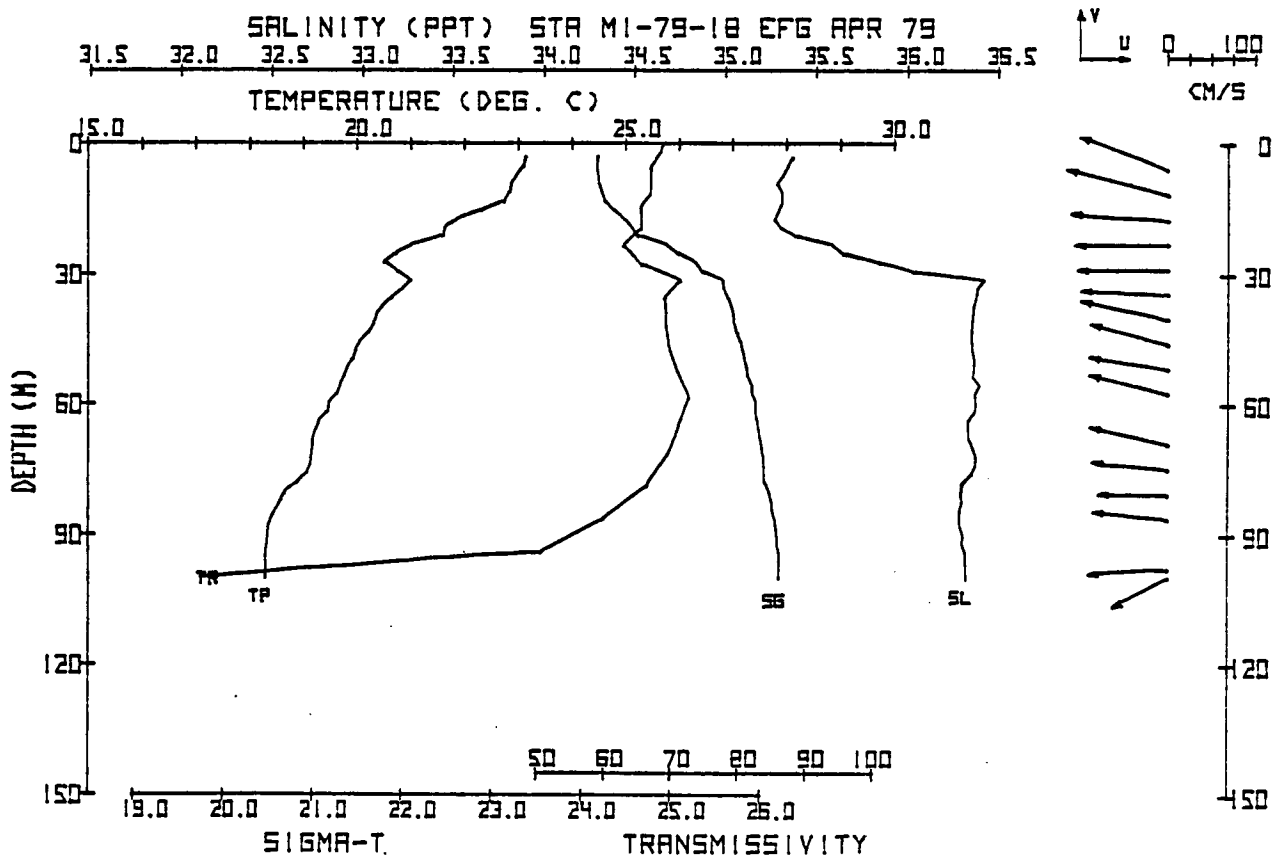 SALINITY (PPT) STA M1-79-18 EFG APR 79
31.5 32.0 32.5 33.0 33.5 34.0 34.5 35.0 35.5 36.0 36.5
TEMPERATURE (DEG. C)
15.0 20.0 25.0 30.0
V
U
0 100
CM/S
DEPTH (M)
0
30
60
90
120
150
TR
TP
SG
SL
0
30
60
90
120
150
50 60 70 80 90 100
19.0 20.0 21.0 22.0 23.0 24.0 25.0 26.0
SIGMA-T. TRANSMISSIVITY